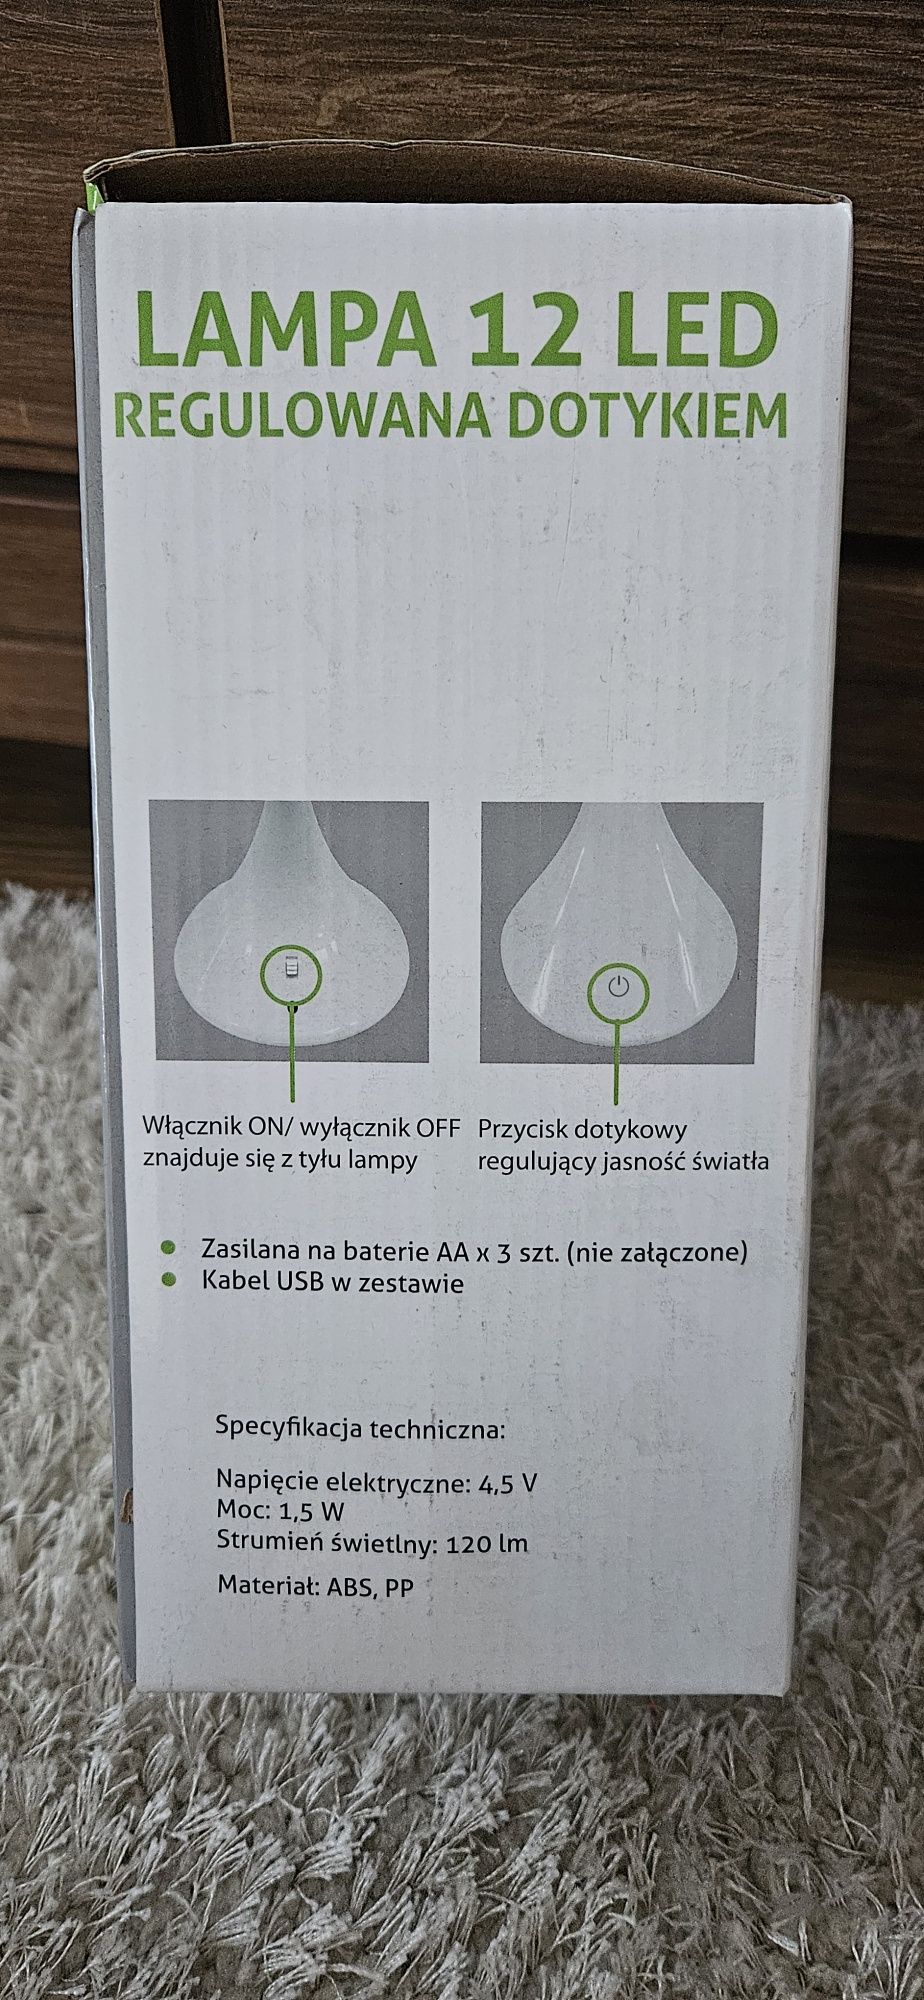 LAMPA 12 LED
REGULOWANA DOTYKIEM
Włącznik ON/ wyłącznik OFF
znajduje się z tyłu lampy
Przycisk dotykowy
regulujący jasność światła
Zasilana na baterie AA x 3 szt. (nie załączone)
Kabel USB w zestawie
Specyfikacja techniczna:
Napięcie elektryczne: 4,5 V
Moc: 1,5 W
Strumień świetlny: 120 lm
Materiał: ABS, PP